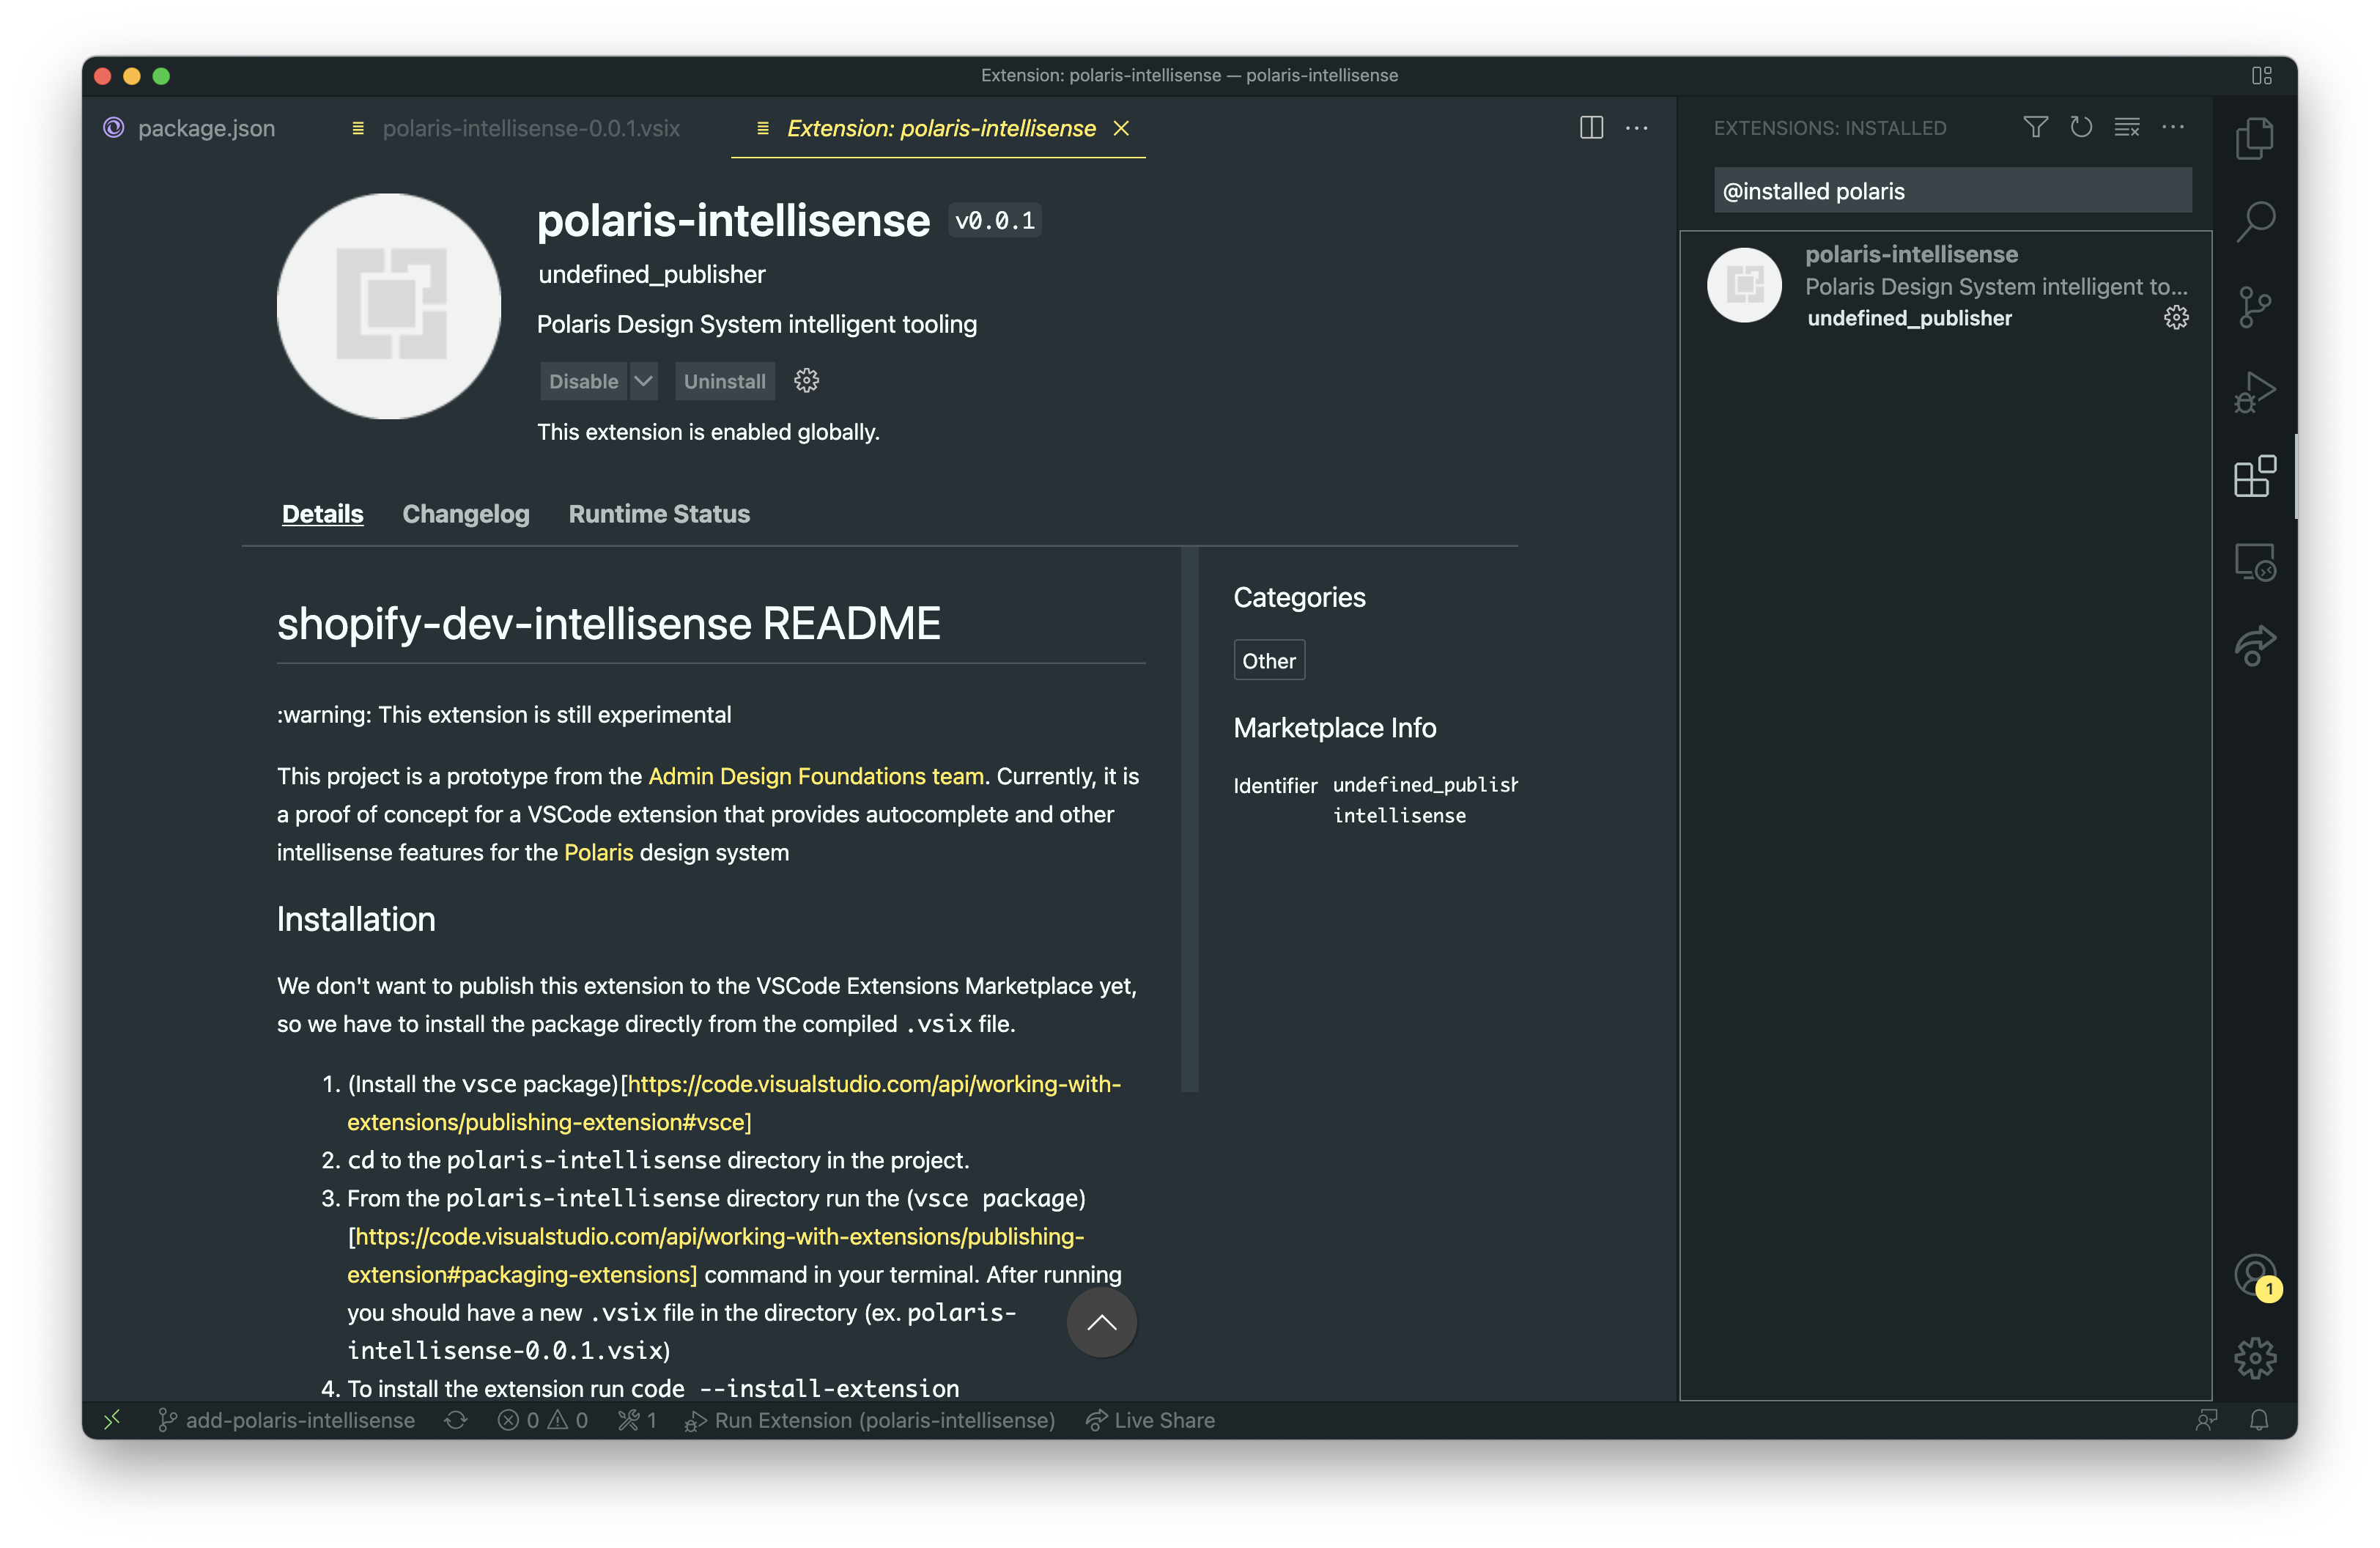 Extension: polaris-intellisense — polaris-intellisense
package.json
polaris-intellisense-0.0.1.vsix
Extension: polaris-intellisense
polaris-intellisense v0.0.1
undefined_publisher
Polaris Design System intelligent tooling
Disable
Uninstall
This extension is enabled globally.
Details
Changelog
Runtime Status
shopify-dev-intellisense README
:warning: This extension is still experimental
This project is a prototype from the Admin Design Foundations team. Currently, it is
a proof of concept for a VSCode extension that provides autocomplete and other
intellisense features for the Polaris design system
Installation
We don't want to publish this extension to the VSCode Extensions Marketplace yet,
so we have to install the package directly from the compiled .vsix file.
1. (Install the vsce package)[https://code.visualstudio.com/api/working-with-
extensions/publishing-extension#vsce]
2. cd to the polaris-intellisense directory in the project.
3. From the polaris-intellisense directory run the (vsce package)
[https://code.visualstudio.com/api/working-with-extensions/publishing-
extension#packaging-extensions] command in your terminal. After running
you should have a new .vsix file in the directory (ex. polaris-
intellisense-0.0.1.vsix)
4. To install the extension run code --install-extension
Categories
Other
Marketplace Info
Identifier undefined_publish
intellisense
EXTENSIONS: INSTALLED
@installed polaris
polaris-intellisense
Polaris Design System intelligent to...
undefined_publisher
1
add-polaris-intellisense
0
0
1
Run Extension (polaris-intellisense)
Live Share